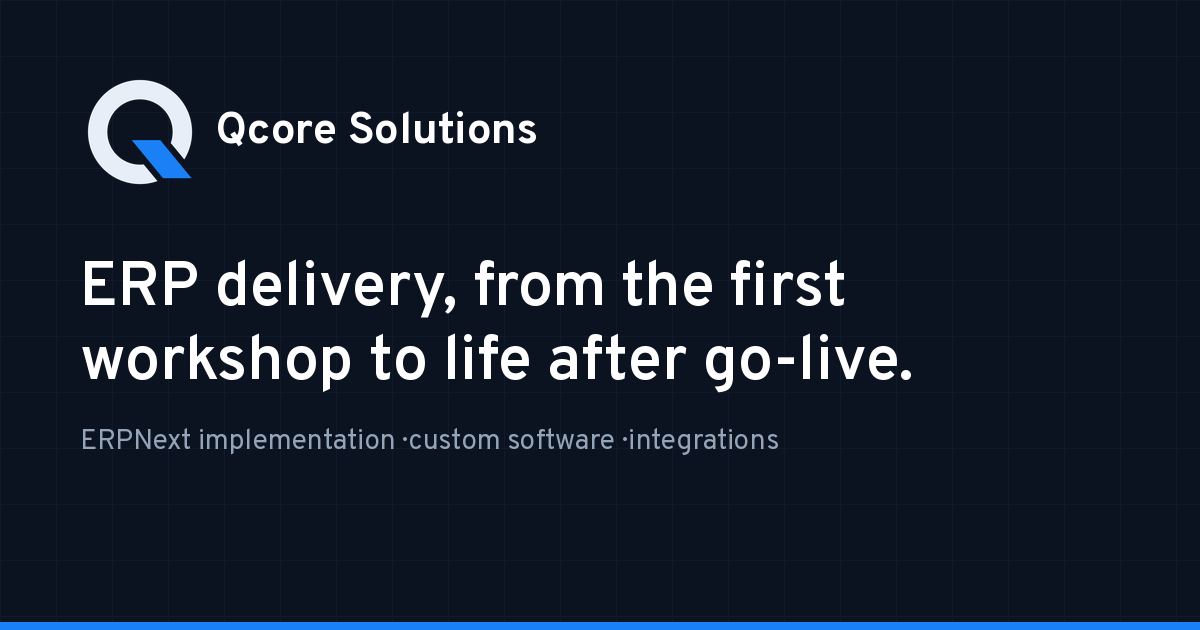 Qcore Solutions
ERP delivery, from the first
workshop to life after go-live.
ERPNext implementation ·custom software ·integrations